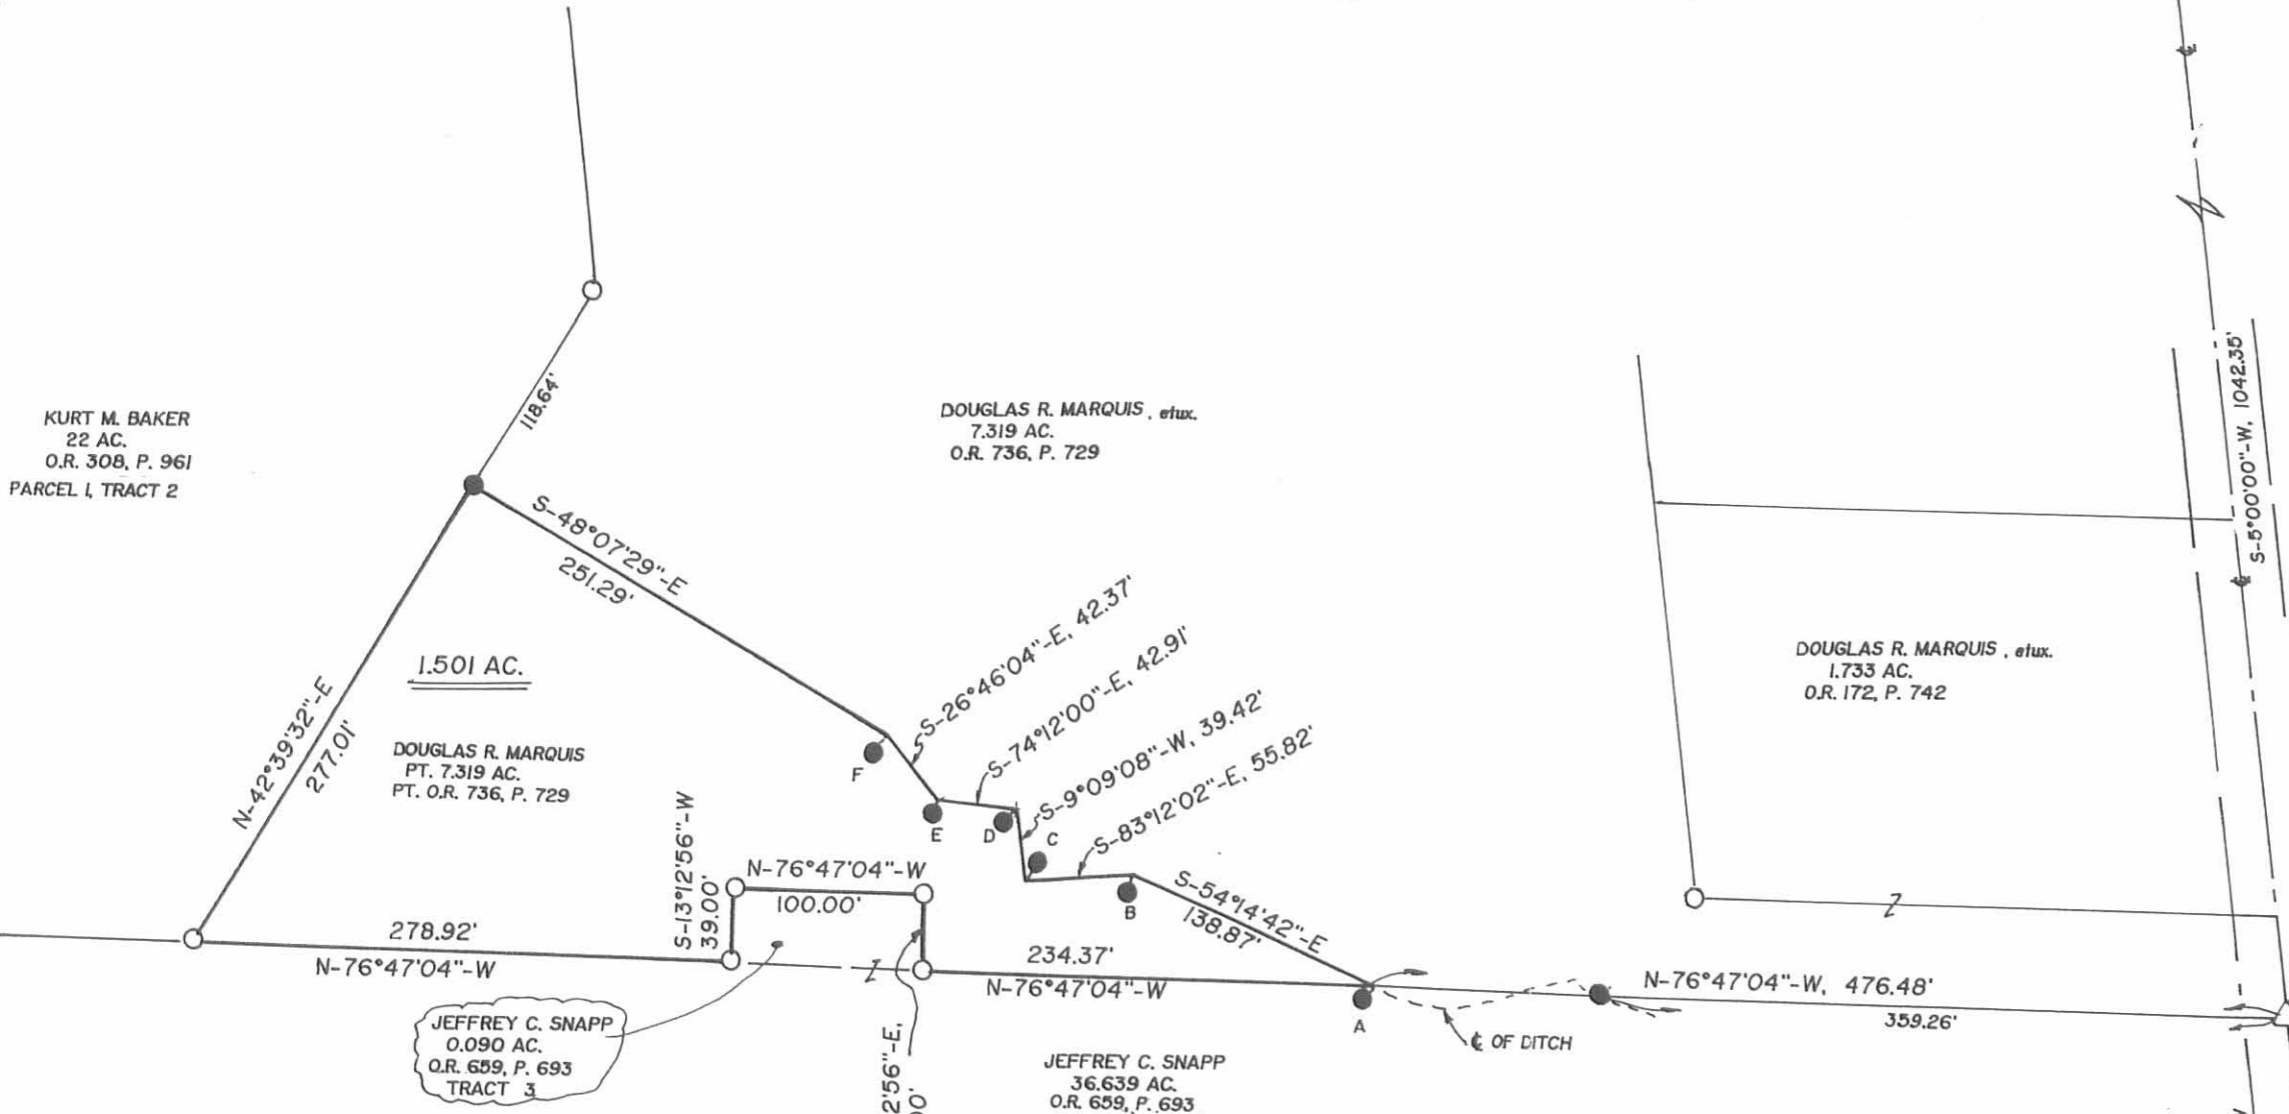 KURT M. BAKER
22 AC.
O.R. 308, P. 961
PARCEL 1, TRACT 2
118.64'
DOUGLAS R. MARQUIS, etux.
7.319 AC.
O.R. 736, P. 729
S-5°00'00"-W, 1042.35'
S-48°07'29"-E
251.29'
1.501 AC.
N-42°39'32"-E
277.01'
DOUGLAS R. MARQUIS
PT. 7.319 AC.
PT. O.R. 736, P. 729
S-26°46'04"-E, 42.37'
S-74°12'00"-E, 42.91'
S-9°09'08"-W, 39.42'
S-83°12'02"-E, 55.82'
F
E
D
C
B
A
DOUGLAS R. MARQUIS, etux.
1.733 AC.
O.R. 172, P. 742
S-13°12'56"-W
39.00'
N-76°47'04"-W
100.00'
S-54°14'42"-E
138.87'
278.92'
N-76°47'04"-W
234.37'
N-76°47'04"-W
N-76°47'04"-W, 476.48'
359.26'
℄ OF DITCH
JEFFREY C. SNAPP
0.090 AC.
O.R. 659, P. 693
TRACT 3
2'56"-E,
JEFFREY C. SNAPP
36.639 AC.
O.R. 659, P. 693